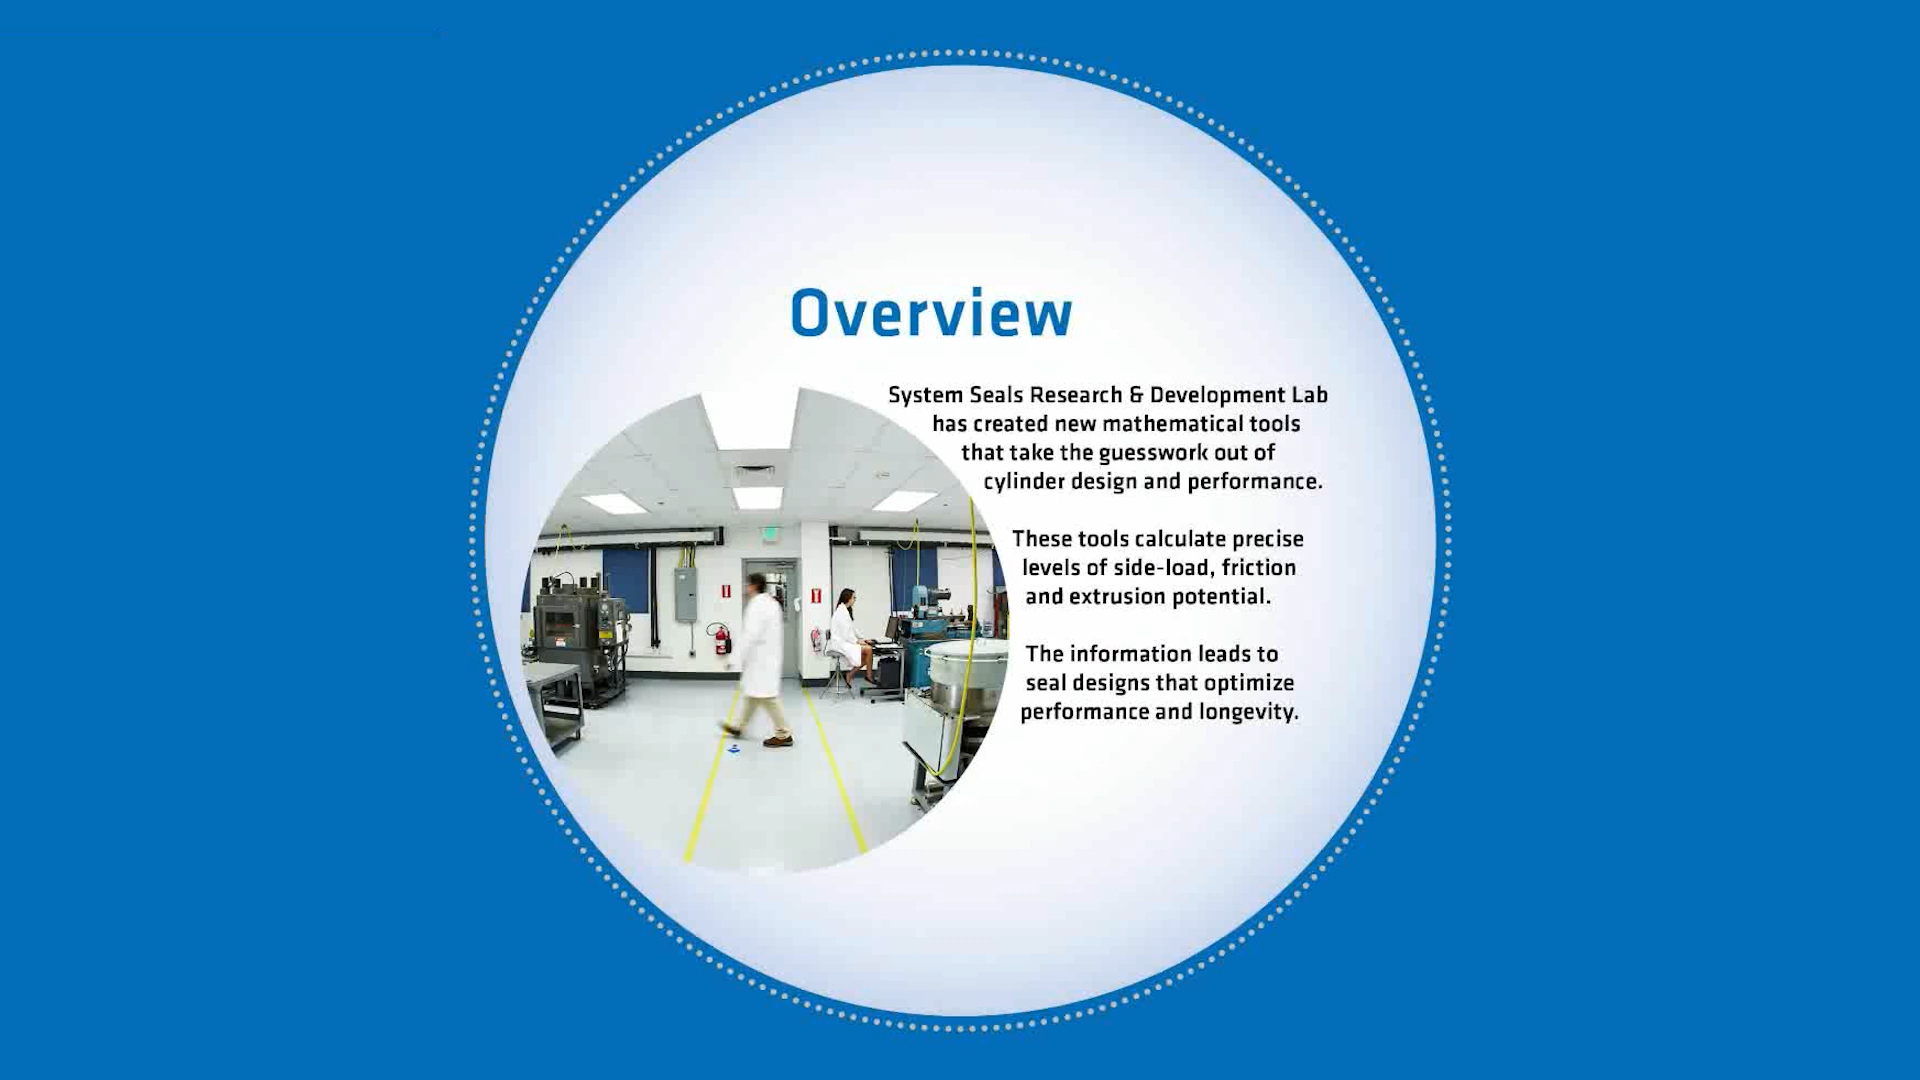 Overview
System Seals Research & Development Lab
has created new mathematical tools
that take the guesswork out of
cylinder design and performance.
These tools calculate precise
levels of side-load, friction
and extrusion potential.
The information leads to
seal designs that optimize
performance and longevity.